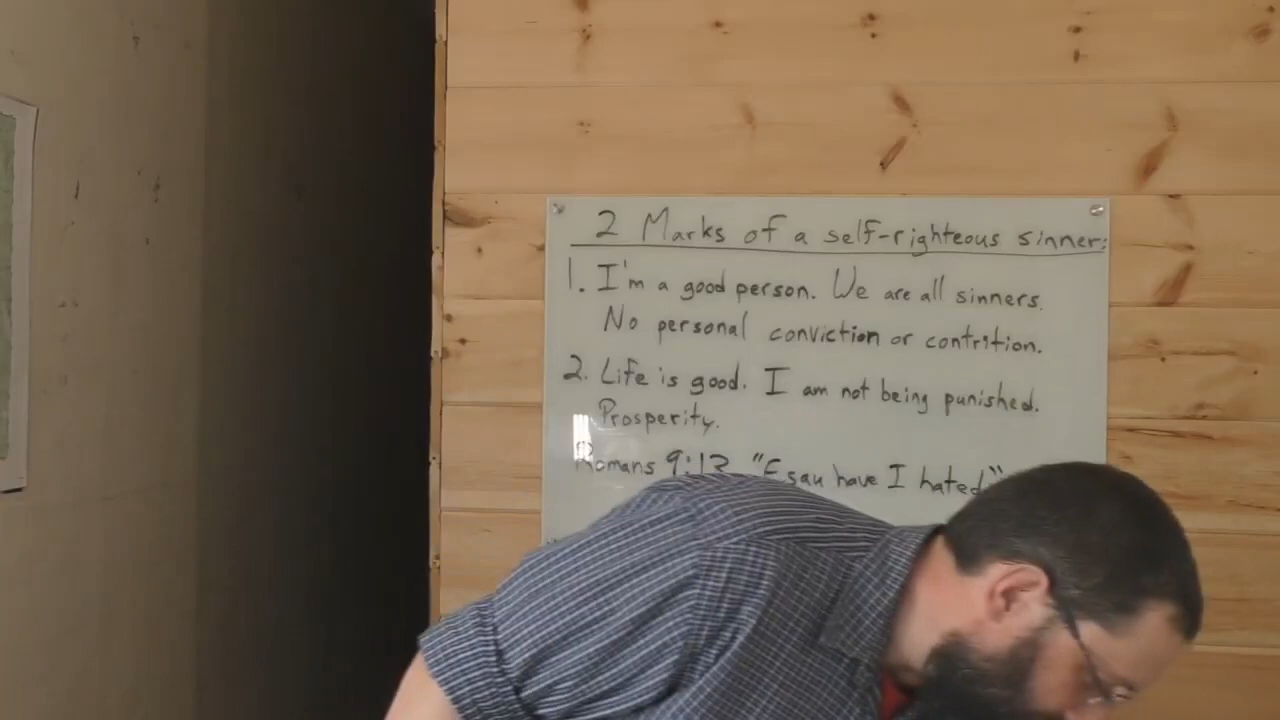 2 Marks of a self-righteous sinner:
1. I'm a good person. We are all sinners.
No personal conviction or contrition.
2. Life is good. I am not being punished.
Prosperity.
Romans 9:13 "Esau have I hated"